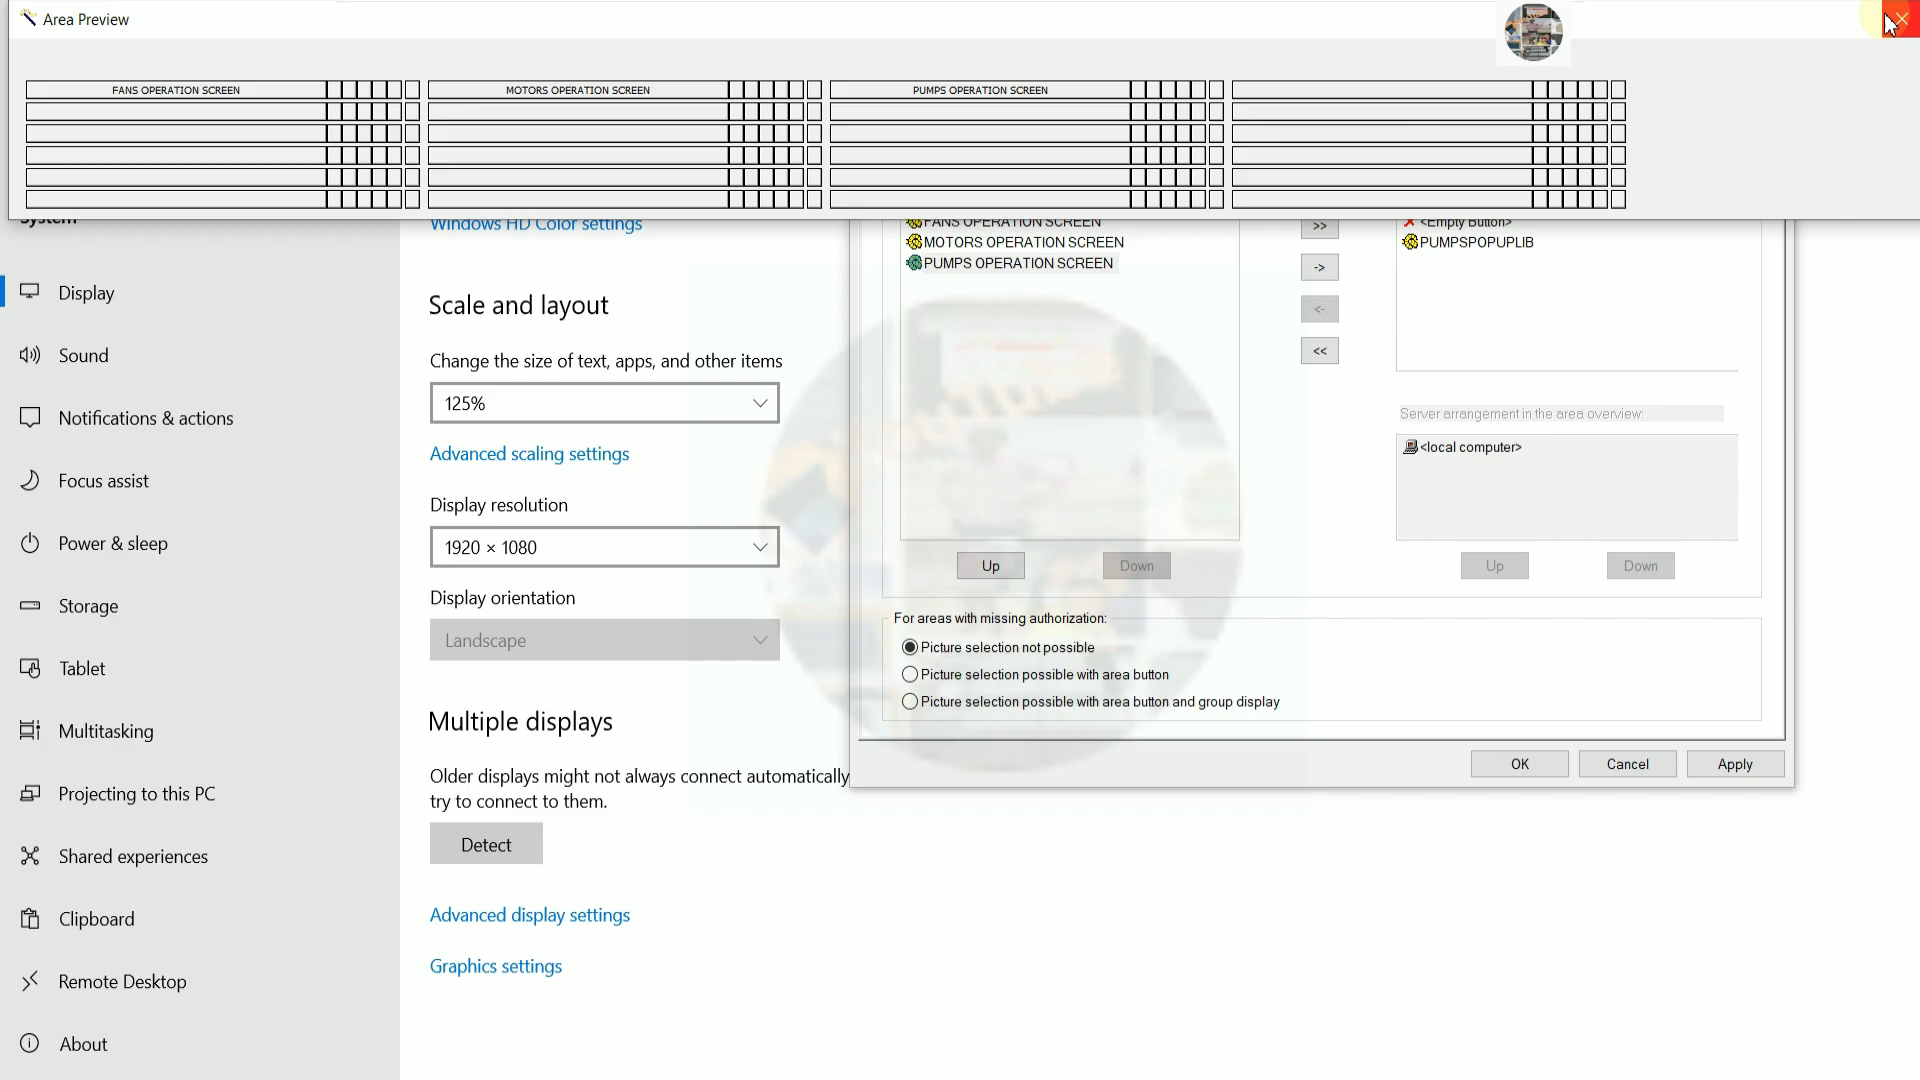 Area Preview
FANS OPERATION SCREEN
MOTORS OPERATION SCREEN
PUMPS OPERATION SCREEN
System
Display
Sound
Notifications & actions
Focus assist
Power & sleep
Storage
Tablet
Multitasking
Projecting to this PC
Shared experiences
Clipboard
Remote Desktop
About
Windows HD Color settings
Scale and layout
Change the size of text, apps, and other items
125%
Advanced scaling settings
Display resolution
1920 × 1080
Display orientation
Landscape
Multiple displays
Older displays might not always connect automatically
try to connect to them.
Detect
Advanced display settings
Graphics settings
FANS OPERATION SCREEN
MOTORS OPERATION SCREEN
PUMPS OPERATION SCREEN
>>
->
<-
<<
<Empty Button>
PUMPSPOPUPLIB
Server arrangement in the area overview:
<local computer>
Up
Down
Up
Down
For areas with missing authorization:
Picture selection not possible
Picture selection possible with area button
Picture selection possible with area button and group display
OK
Cancel
Apply